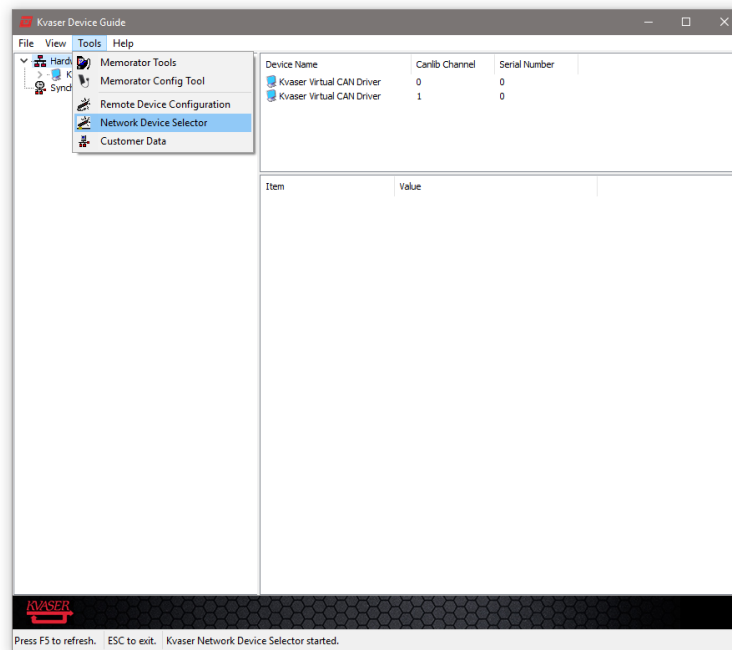 Kvaser Device Guide
File View Tools Help
Memorator Tools
Memorator Config Tool
Remote Device Configuration
Network Device Selector
Customer Data
Device Name Canlib Channel Serial Number
Kvaser Virtual CAN Driver 0 0
Kvaser Virtual CAN Driver 1 0
Item Value
KVASER
Press F5 to refresh. ESC to exit. Kvaser Network Device Selector started.